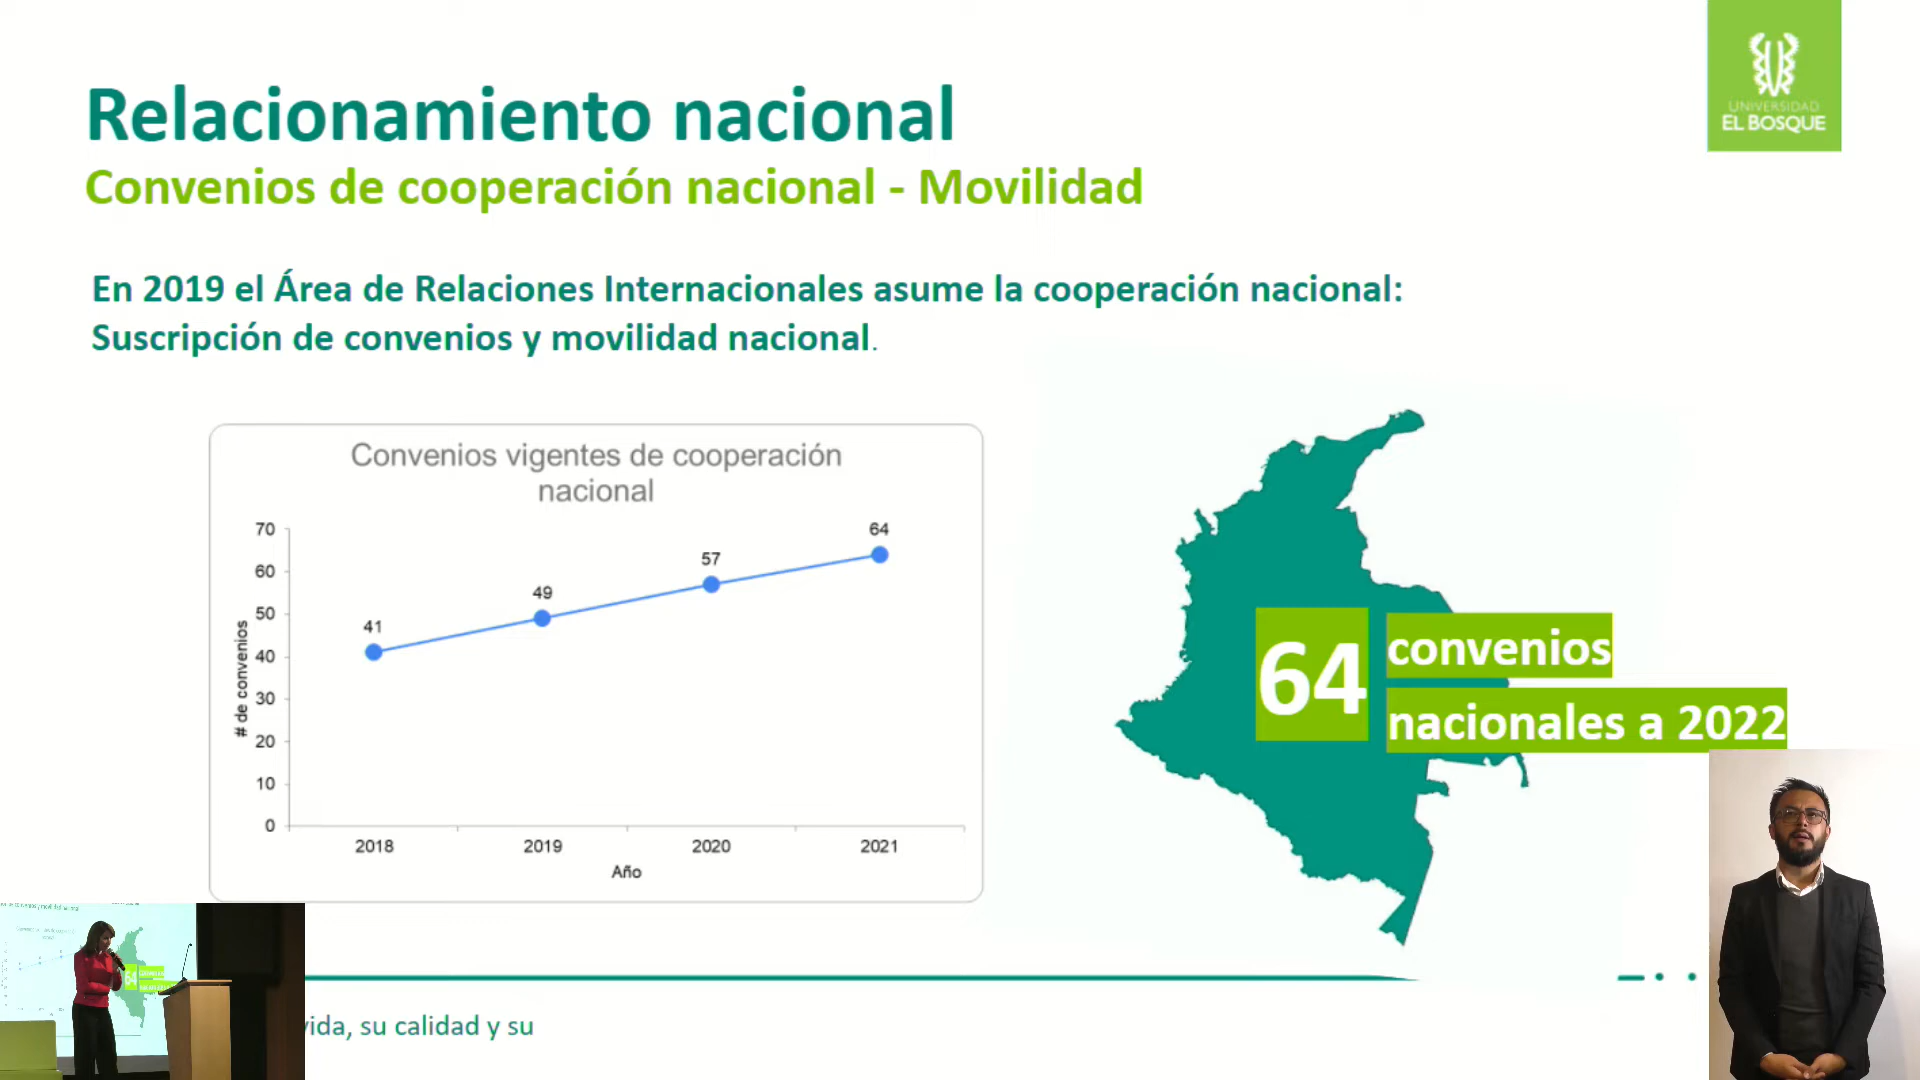 UNIVERSIDAD
EL BOSQUE
Relacionamiento nacional
Convenios de cooperación nacional - Movilidad
En 2019 el Área de Relaciones Internacionales asume la cooperación nacional:
Suscripción de convenios y movilidad nacional.
Convenios vigentes de cooperación
nacional
# de convenios
70
60
50
40
30
20
10
0
41
49
57
64
2018
2019
2020
2021
Año
64
convenios
nacionales a 2022
vida, su calidad y su